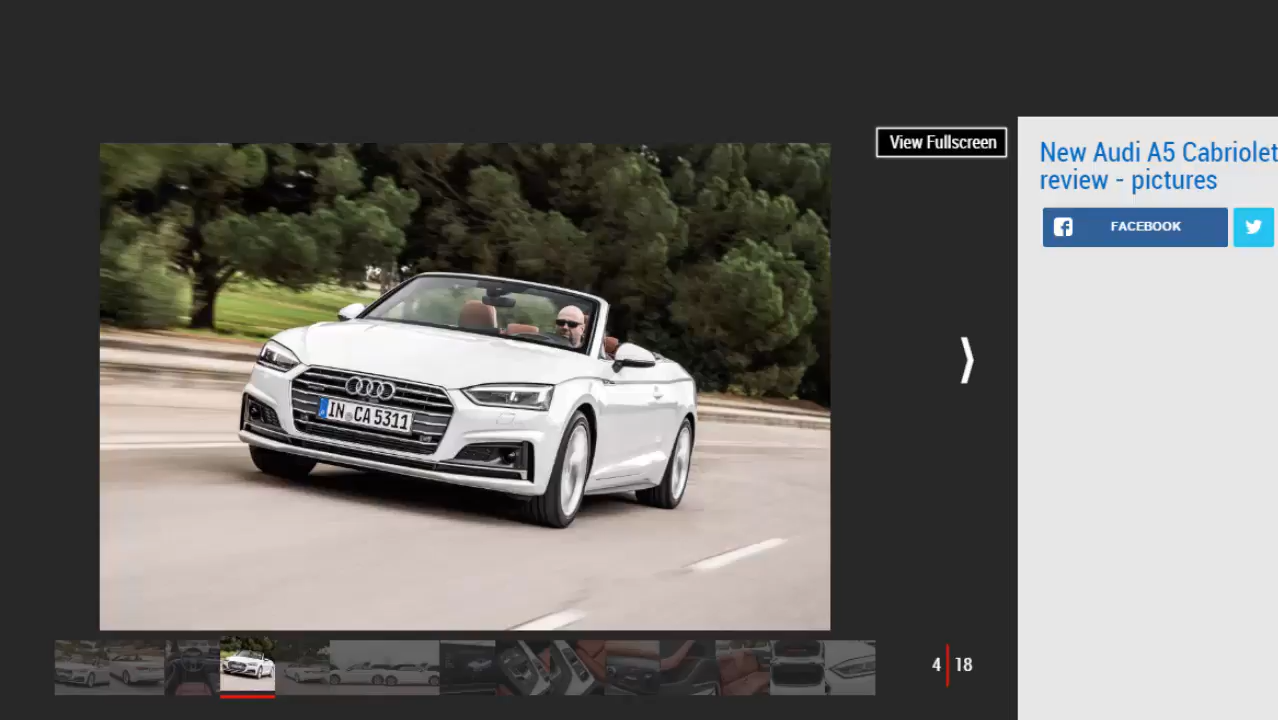 View Fullscreen
New Audi A5 Cabriolet
review - pictures
FACEBOOK
IN CA 5311
4 18